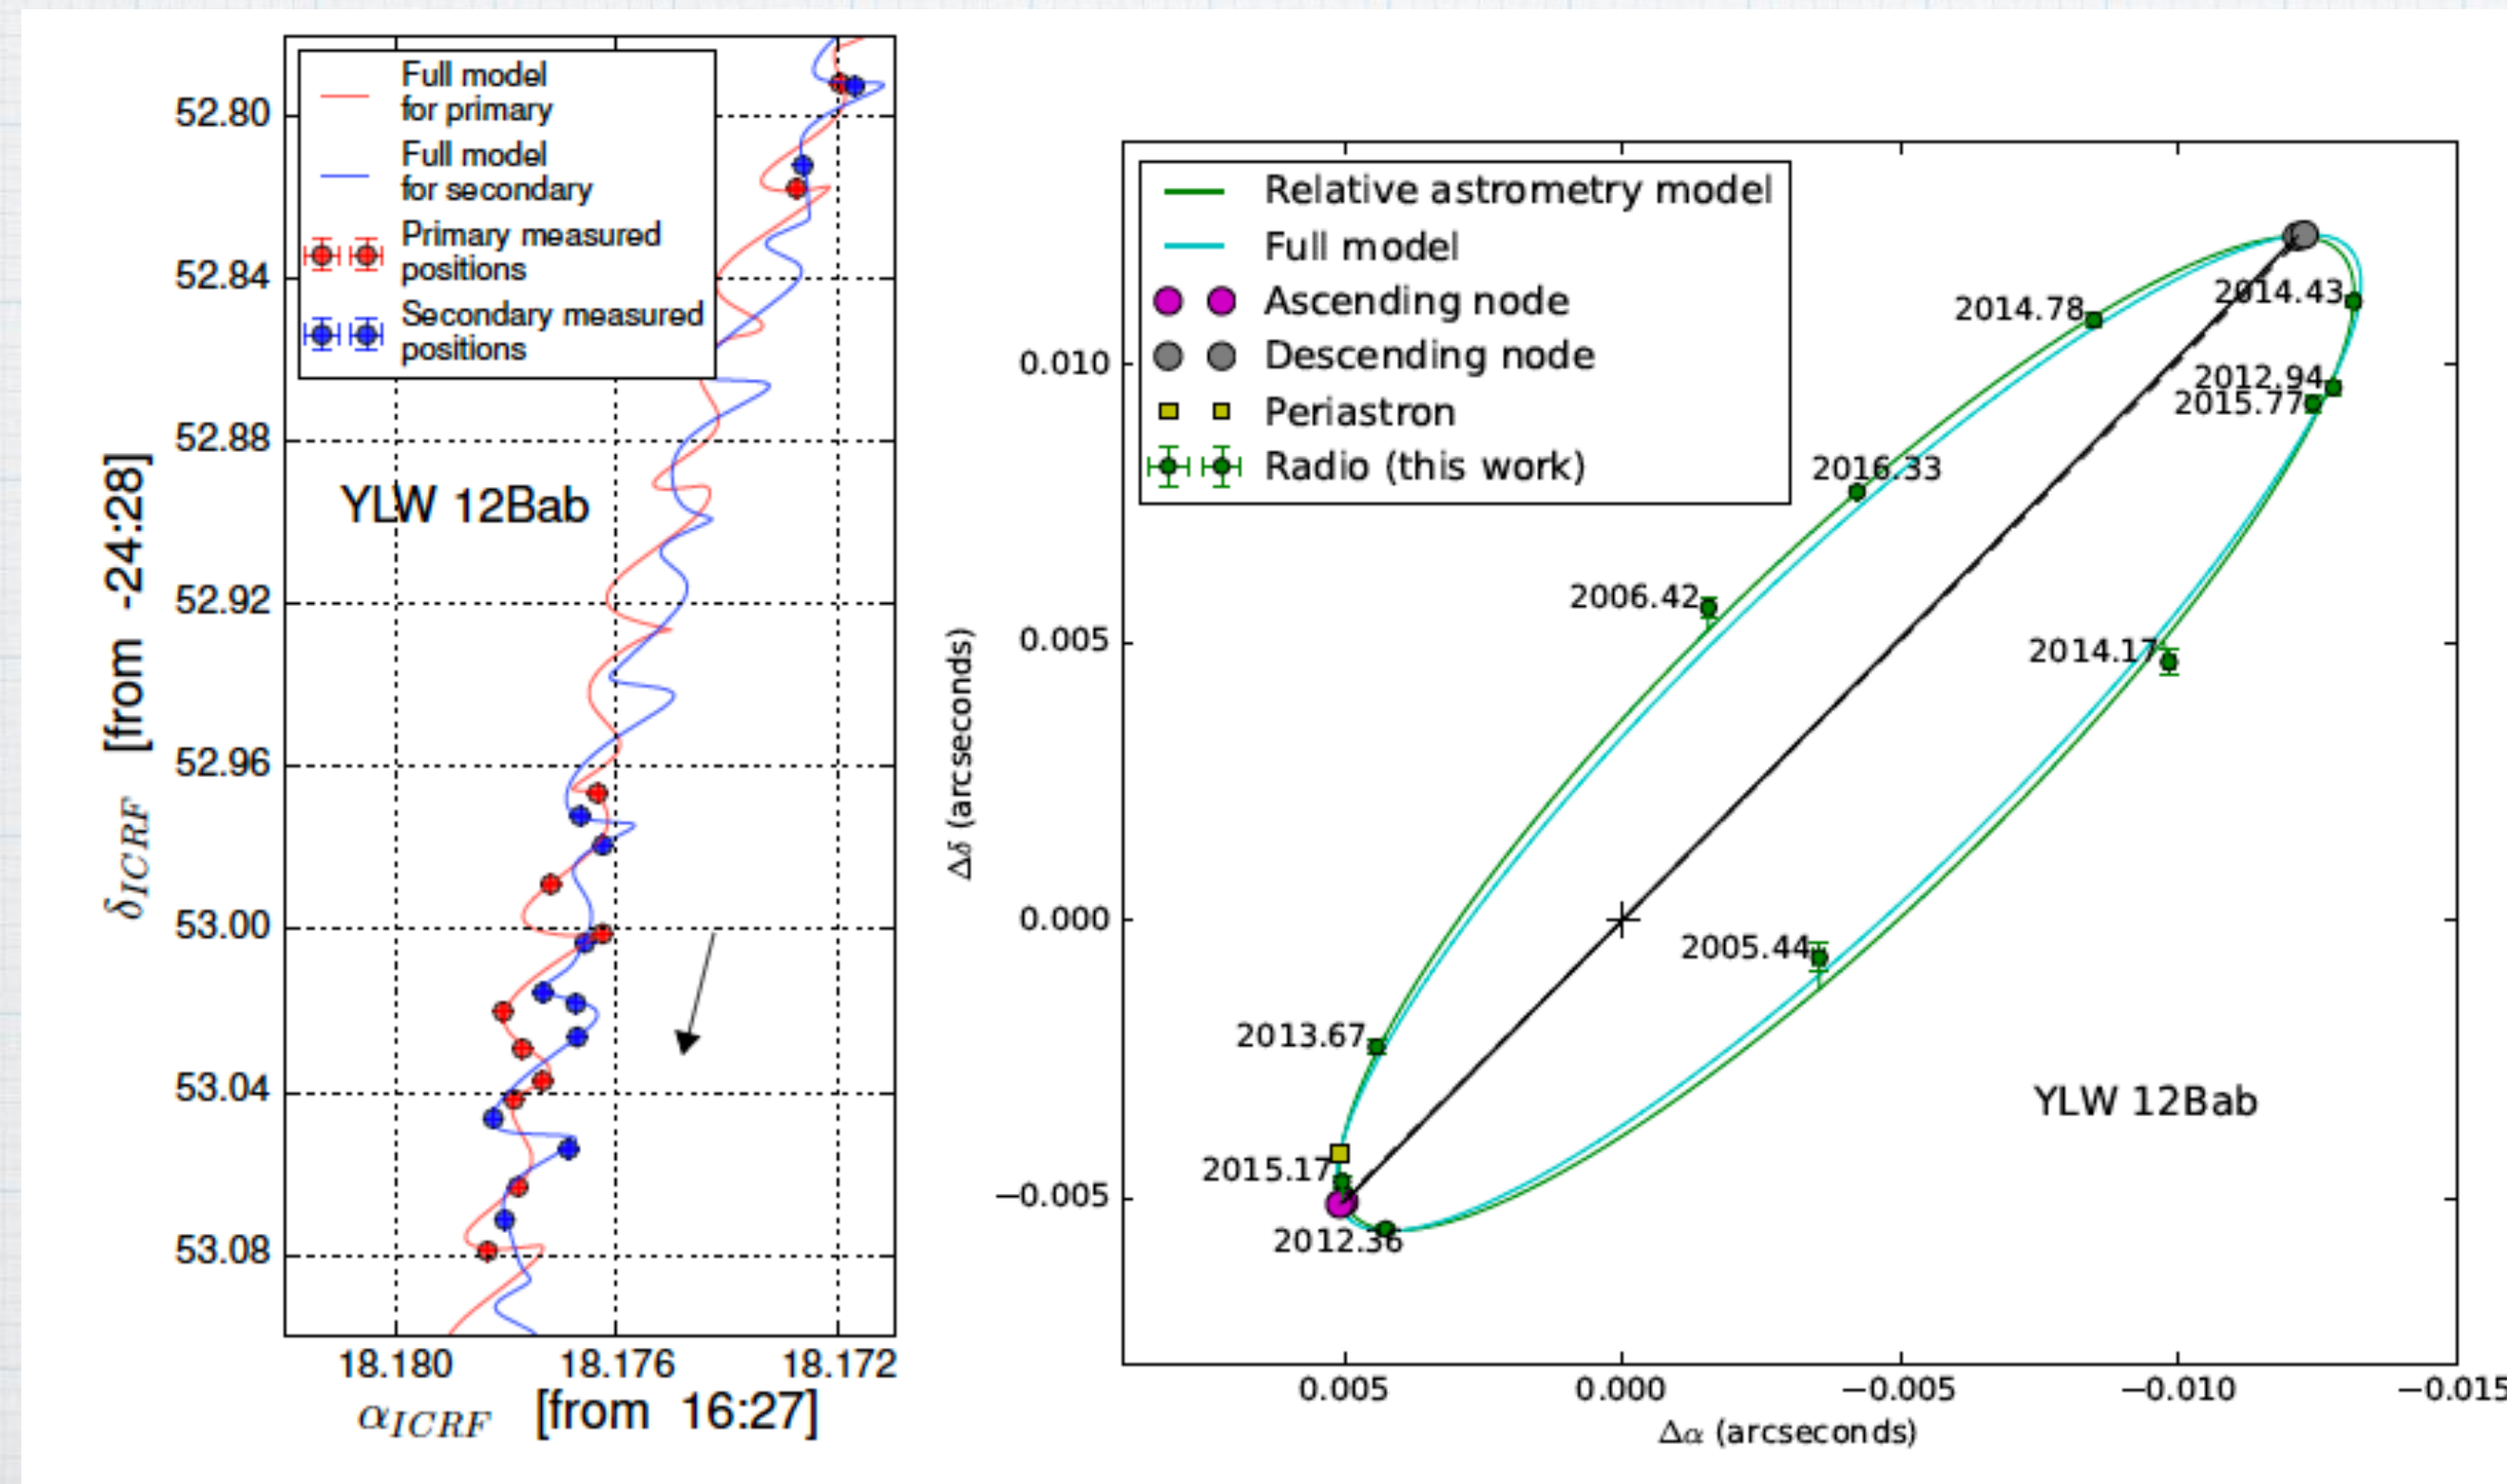 Full model
for primary
Full model
for secondary
Primary measured
positions
Secondary measured
positions
52.80
52.84
52.88
52.92
52.96
53.00
53.04
53.08
δICRF [from -24:28]
YLW 12Bab
18.180 18.176 18.172
αICRF [from 16:27]
Relative astrometry model
Full model
Ascending node
Descending node
Periastron
Radio (this work)
2014.43
2014.78
2012.94
2015.77
2016.33
2006.42
2014.17
2005.44
2013.67
2015.17
2012.36
YLW 12Bab
0.010
0.005
0.000
−0.005
Δδ (arcseconds)
0.005 0.000 −0.005 −0.010 −0.015
Δα (arcseconds)